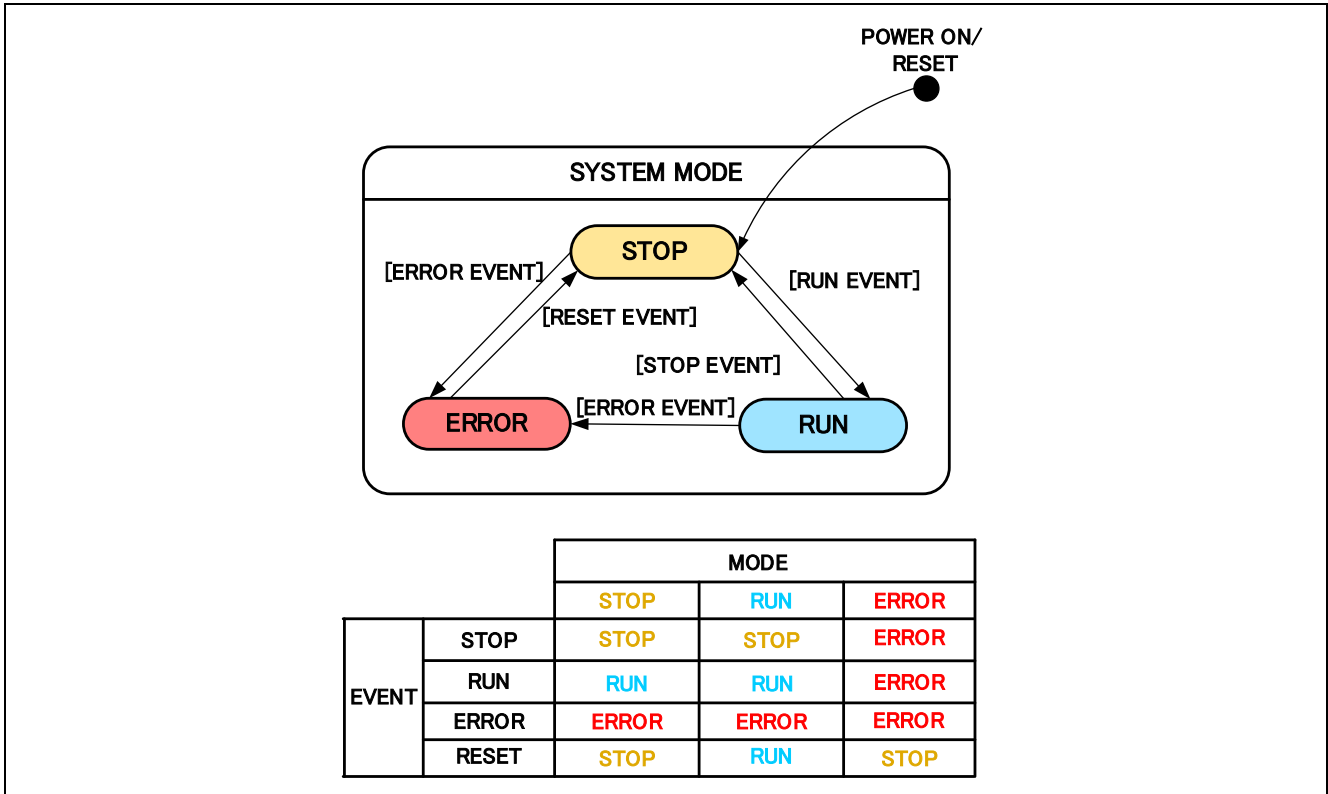 POWER ON/
RESET
SYSTEM MODE
STOP
[ERROR EVENT]
[RUN EVENT]
[RESET EVENT]
[STOP EVENT]
[ERROR EVENT]
ERROR
RUN
MODE
STOP RUN ERROR
STOP STOP STOP ERROR
RUN RUN RUN ERROR
EVENT
ERROR ERROR ERROR ERROR
RESET STOP RUN STOP